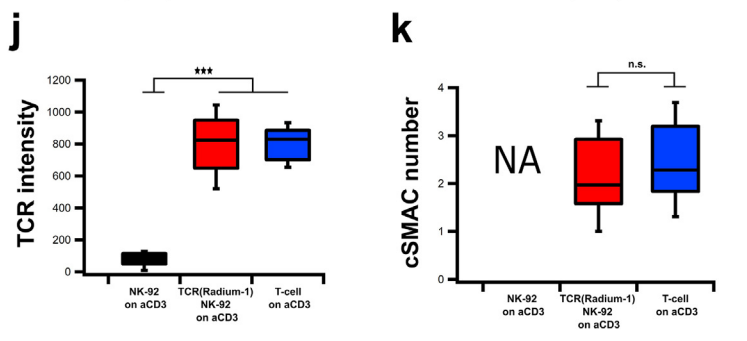 j
***
TCR intensity
1200
1000
800
600
400
200
0
NK-92
on aCD3
TCR(Radium-1)
NK-92
on aCD3
T-cell
on aCD3
k
n.s.
cSMAC number
4
3
2
1
0
NA
NK-92
on aCD3
TCR(Radium-1)
NK-92
on aCD3
T-cell
on aCD3